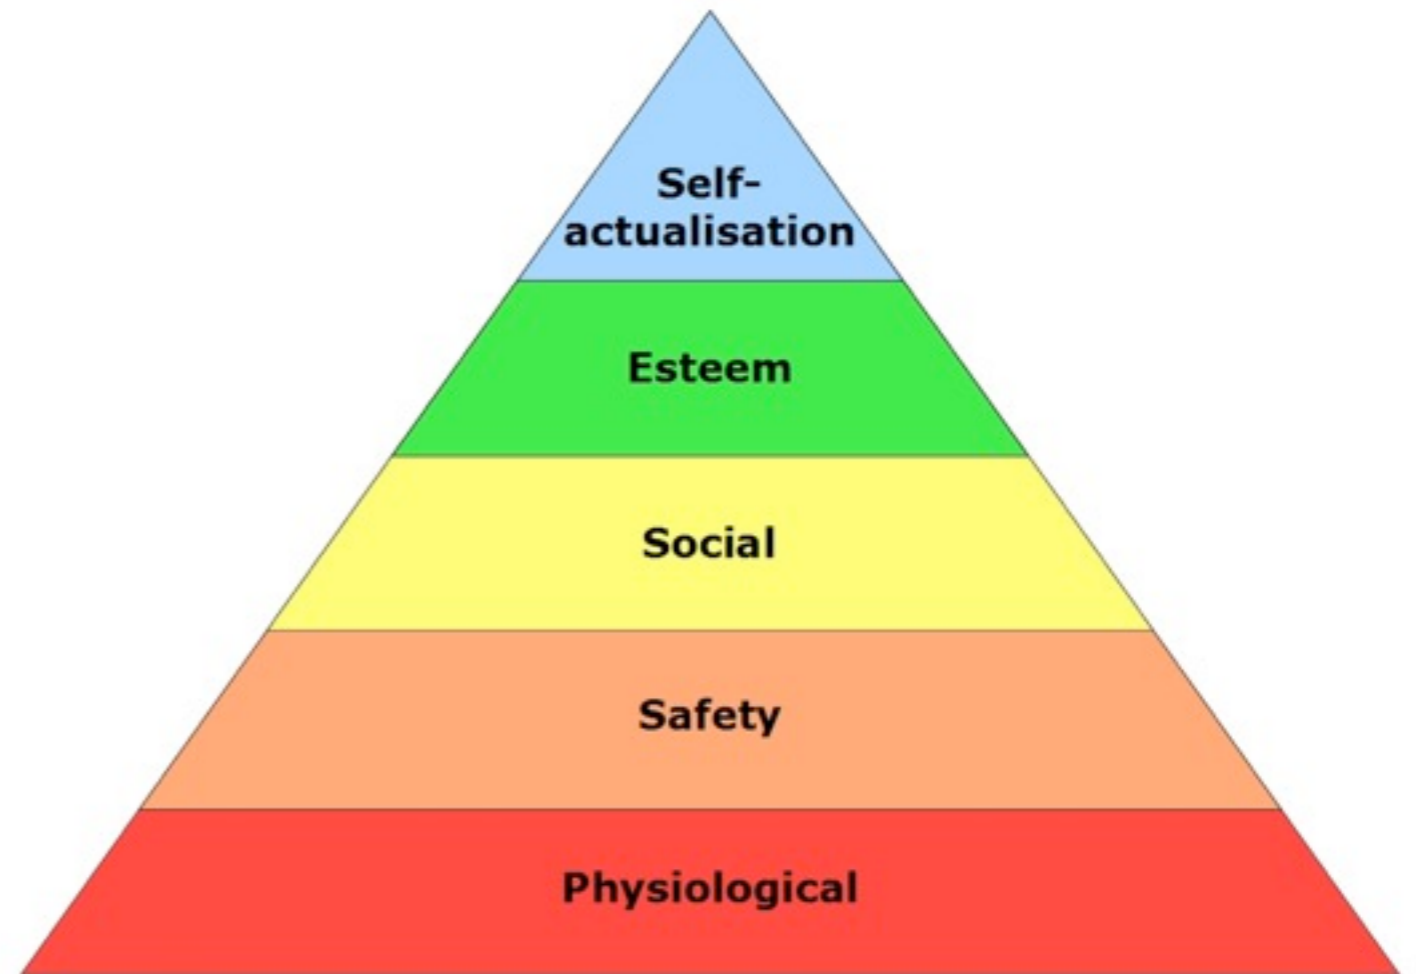 Self-
actualisation
Esteem
Social
Safety
Physiological